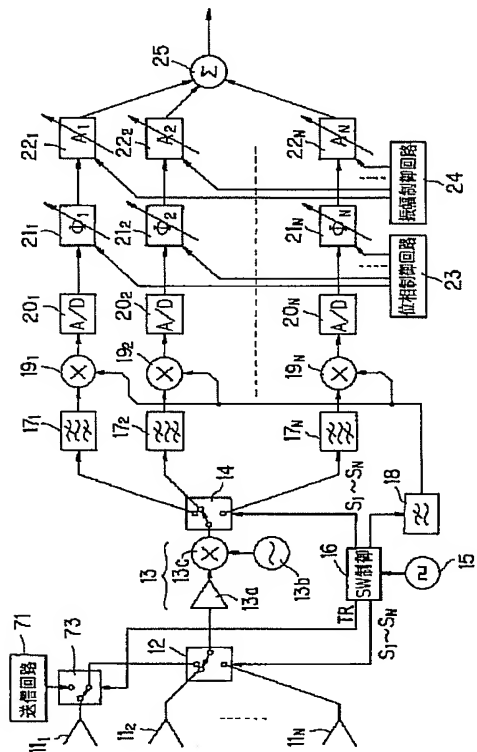 71
送信回路
73
11₁
11₂
11N
12
13
13a
13b
13c
14
TR
16
SW制御
S₁~SN
S₁~SN
15
18
17₁
17₂
17N
19₁
19₂
19N
20₁
A/D
20₂
A/D
20N
A/D
21₁
Φ₁
21₂
Φ₂
21N
ΦN
22₁
A₁
22₂
A₂
22N
AN
23
位相制御回路
24
振幅制御回路
25
Σ